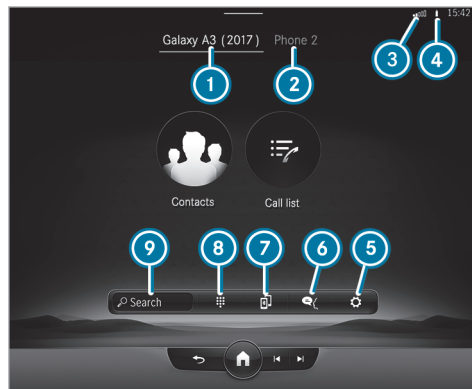 15:42
Galaxy A3 (2017) Phone 2
3 4
1 2
Contacts Call list
9 8 7 6 5
Search